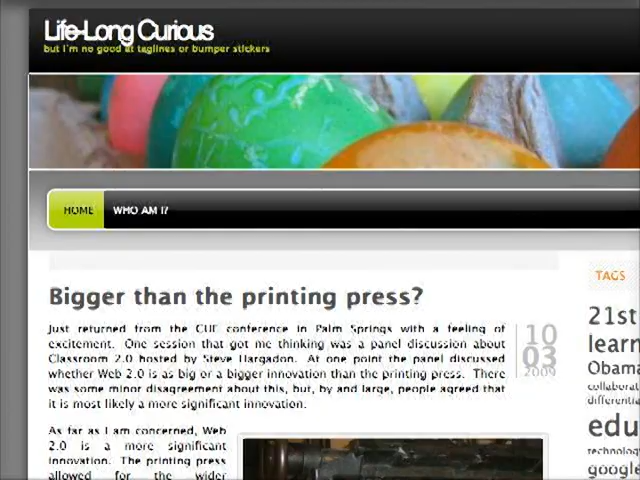 Life-Long Curious
but i'm no good at taglines or bumper stickers
HOME
WHO AM I?
Bigger than the printing press?
Just returned from the CUE conference in Palm Springs with a feeling of
excitement. One session that got me thinking was a panel discussion about
Classroom 2.0 hosted by Steve Hargadon. At one point the panel discussed
whether Web 2.0 is as big or a bigger innovation than the printing press. There
was some minor disagreement about this, but, by and large, people agreed that
it is most likely a more significant innovation.
10
03
2009
As far as I am concerned, Web
2.0 is a more significant
innovation. The printing press
allowed for the wider
TAGS
21st
learn
Obama
collaborat
differentia
edu
technology
google